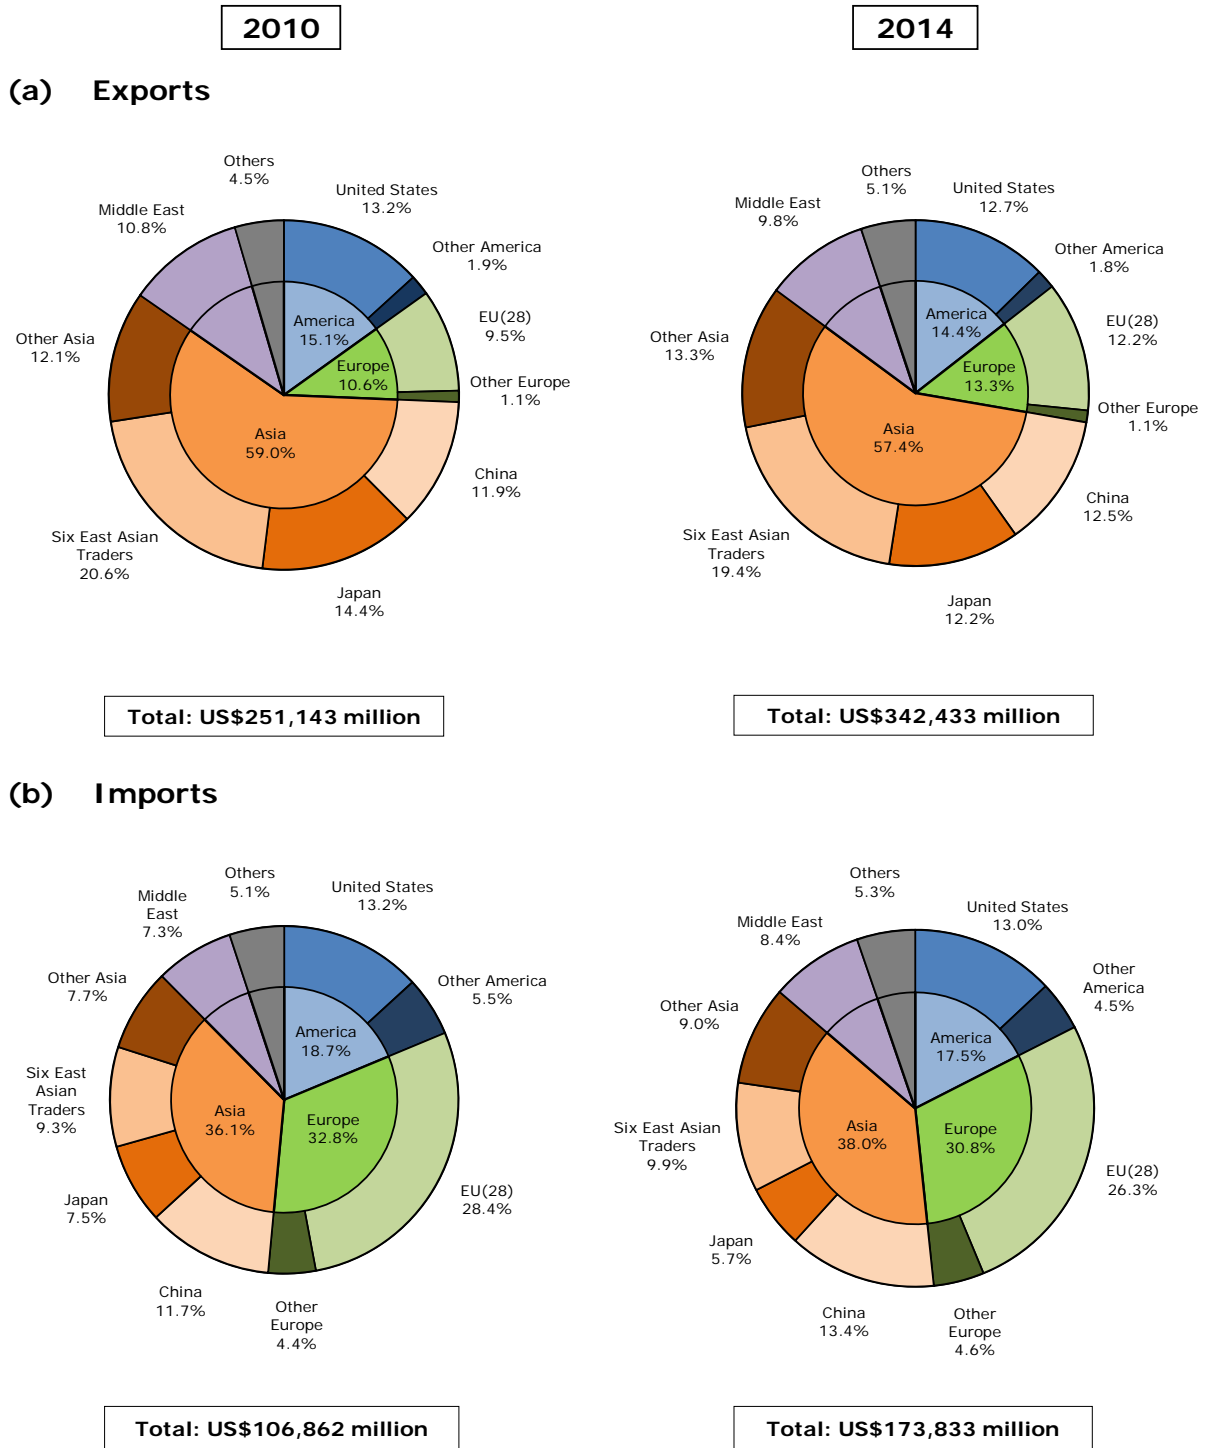 2010
2014
(a) Exports
Others
4.5%
United States
13.2%
Other America
1.9%
EU(28)
9.5%
Other Europe
1.1%
China
11.9%
Japan
14.4%
Six East Asian
Traders
20.6%
Other Asia
12.1%
Middle East
10.8%
America
15.1%
Europe
10.6%
Asia
59.0%
Total: US$251,143 million
Others
5.1%
United States
12.7%
Other America
1.8%
EU(28)
12.2%
Other Europe
1.1%
China
12.5%
Japan
12.2%
Six East Asian
Traders
19.4%
Other Asia
13.3%
Middle East
9.8%
America
14.4%
Europe
13.3%
Asia
57.4%
Total: US$342,433 million
(b) Imports
Others
5.1%
United States
13.2%
Other America
5.5%
EU(28)
28.4%
Other
Europe
4.4%
China
11.7%
Japan
7.5%
Six East
Asian
Traders
9.3%
Other Asia
7.7%
Middle
East
7.3%
America
18.7%
Europe
32.8%
Asia
36.1%
Total: US$106,862 million
Others
5.3%
United States
13.0%
Other
America
4.5%
EU(28)
26.3%
Other
Europe
4.6%
China
13.4%
Japan
5.7%
Six East Asian
Traders
9.9%
Other Asia
9.0%
Middle East
8.4%
America
17.5%
Europe
30.8%
Asia
38.0%
Total: US$173,833 million